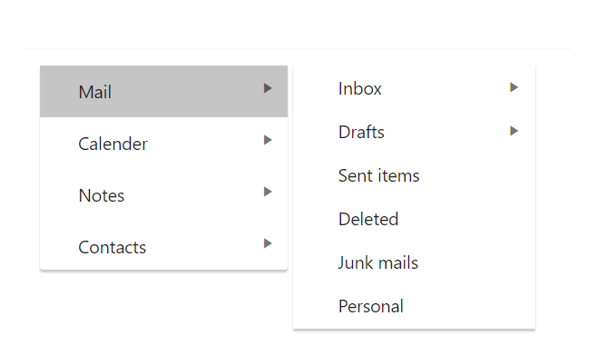 Mail
Calender
Notes
Contacts
Inbox
Drafts
Sent items
Deleted
Junk mails
Personal